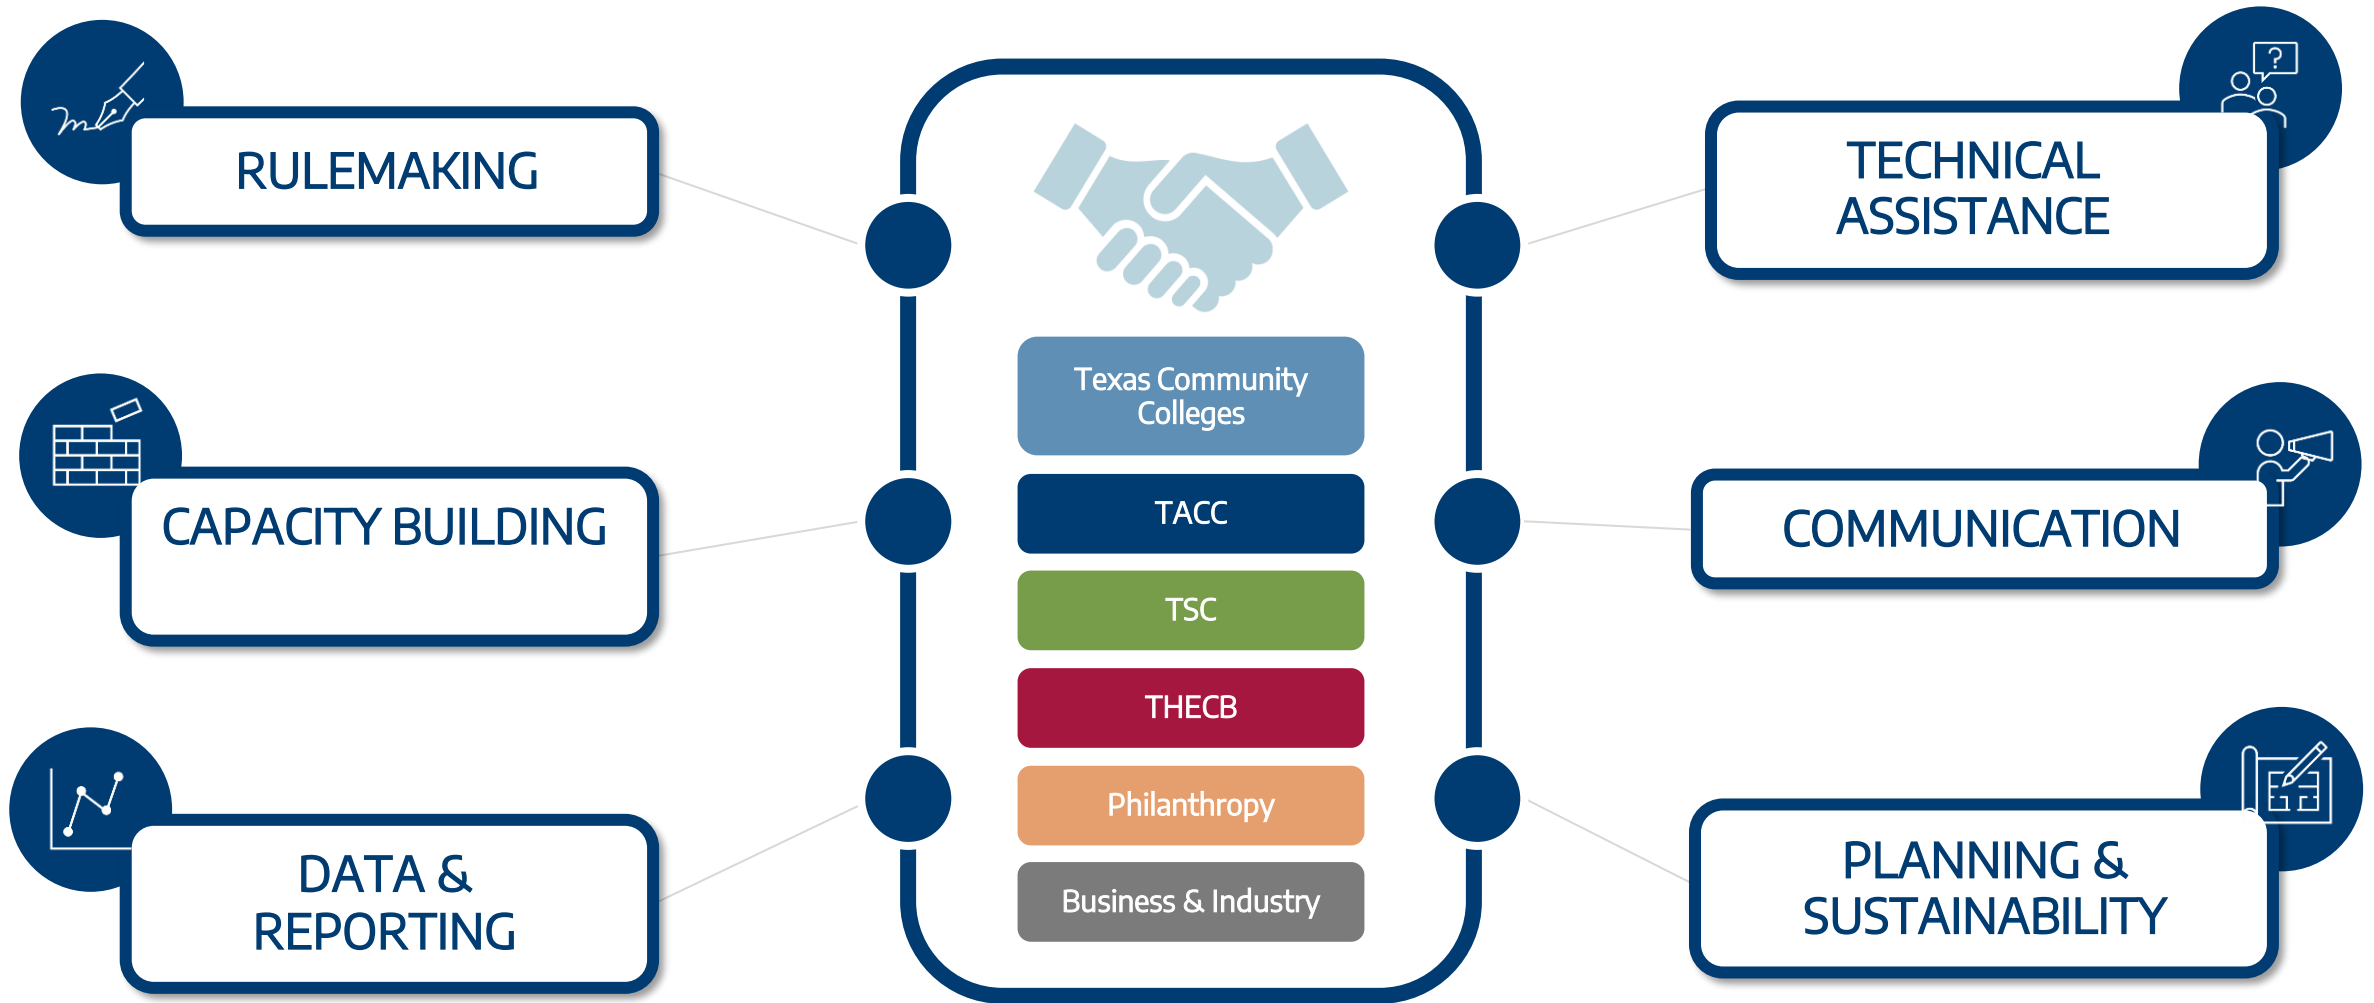 RULEMAKING
CAPACITY BUILDING
DATA &
REPORTING
Texas Community
Colleges
TACC
TSC
THECB
Philanthropy
Business & Industry
?
TECHNICAL
ASSISTANCE
COMMUNICATION
PLANNING &
SUSTAINABILITY